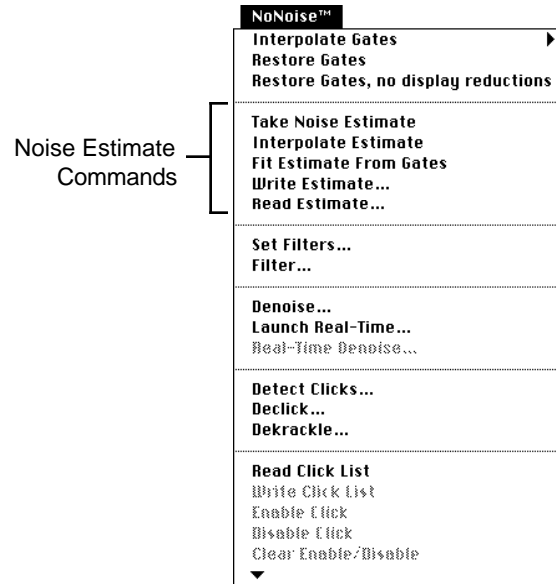 NoNoise™
Interpolate Gates
Restore Gates
Restore Gates, no display reductions
Noise Estimate
Commands
Take Noise Estimate
Interpolate Estimate
Fit Estimate From Gates
Write Estimate...
Read Estimate...
Set Filters...
Filter...
Denoise...
Launch Real-Time...
Real-Time Denoise...
Detect Clicks...
Declick...
Dekrackle...
Read Click List
Write Click List
Enable Click
Disable Click
Clear Enable/Disable